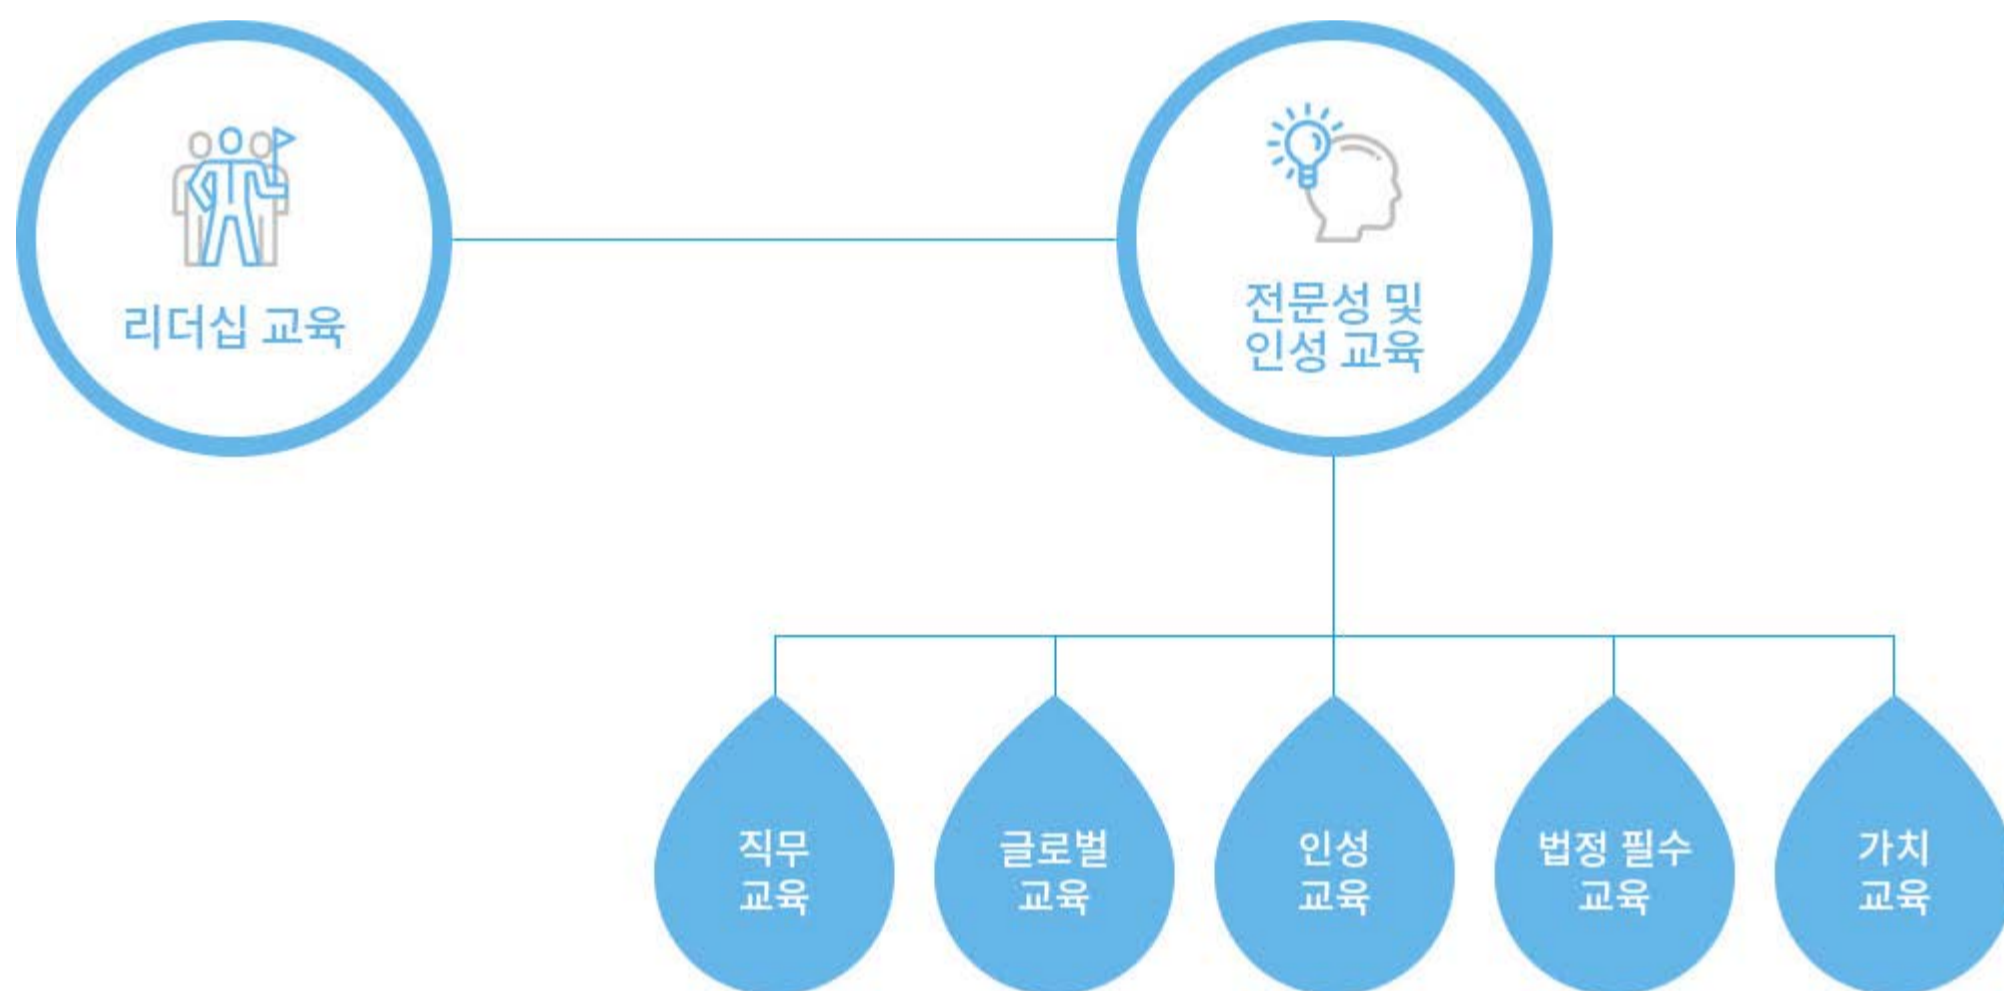 리더십 교육
전문성 및
인성 교육
직무
교육
글로벌
교육
인성
교육
법정 필수
교육
가치
교육